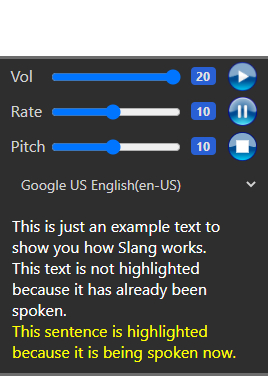 Vol 20
Rate 10
Pitch 10
Google US English(en-US)
This is just an example text to
show you how Slang works.
This text is not highlighted
because it has already been
spoken.
This sentence is highlighted
because it is being spoken now.